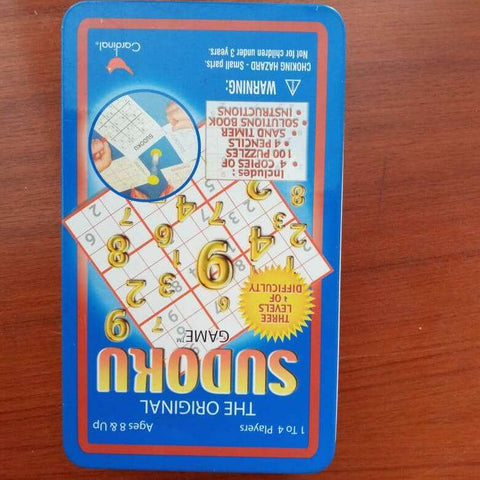 1 To 4 Players
Ages 8 & Up
THE ORIGINAL
SUDOKU
GAME™
THREE
LEVELS
OF
DIFFICULTY
Includes :
• 4 COPIES OF
100 PUZZLES
• 4 PENCILS
• SAND TIMER
• SOLUTIONS BOOK
• INSTRUCTIONS
SUDOKU
⚠ WARNING:
CHOKING HAZARD - Small parts.
Not for children under 3 years.
Cardinal®